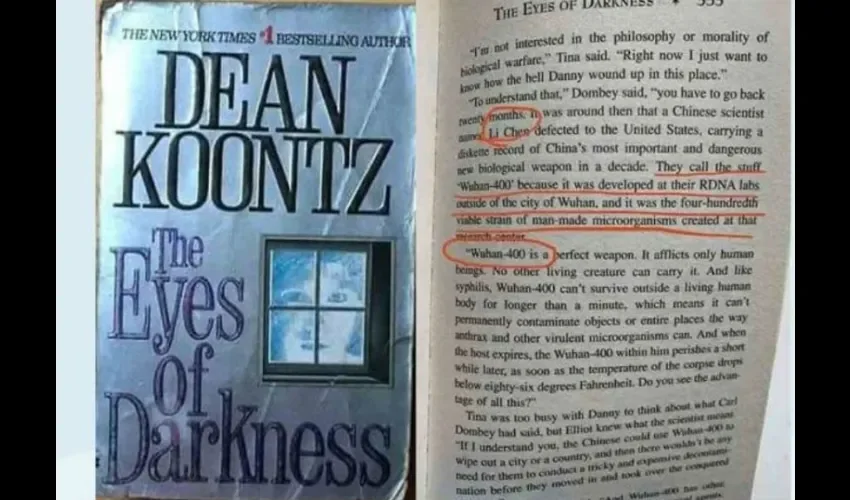 THE NEW YORK TIMES #1 BESTSELLING AUTHOR
DEAN
KOONTZ
The
Eyes
of
Darkness
THE EYES OF DARKNESS • 333
"I'm not interested in the philosophy or morality of
biological warfare," Tina said. "Right now I just want to
know how the hell Danny wound up in this place."
"To understand that," Dombey said, "you have to go back
twenty months. It was around then that a Chinese scientist
named Li Chen defected to the United States, carrying a
diskette record of China's most important and dangerous
new biological weapon in a decade. They call the stuff
'Wuhan-400' because it was developed at their RDNA labs
outside of the city of Wuhan, and it was the four-hundredth
viable strain of man-made microorganisms created at that
research center.
"Wuhan-400 is a perfect weapon. It afflicts only human
beings. No other living creature can carry it. And like
syphilis, Wuhan-400 can't survive outside a living human
body for longer than a minute, which means it can't
permanently contaminate objects or entire places the way
anthrax and other virulent microorganisms can. And when
the host expires, the Wuhan-400 within him perishes a short
while later, as soon as the temperature of the corpse drops
below eighty-six degrees Fahrenheit. Do you see the advan-
tage of all this?"
Tina was too busy with Danny to think about what Carl
Dombey had said, but Elliot knew what the scientist meant.
"If I understand you, the Chinese could use Wuhan-400 to
wipe out a city or a country, and then there wouldn't be any
need for them to conduct a tricky and expensive decontami-
nation before they moved in and took over the conquered
Wuhan-400 has other